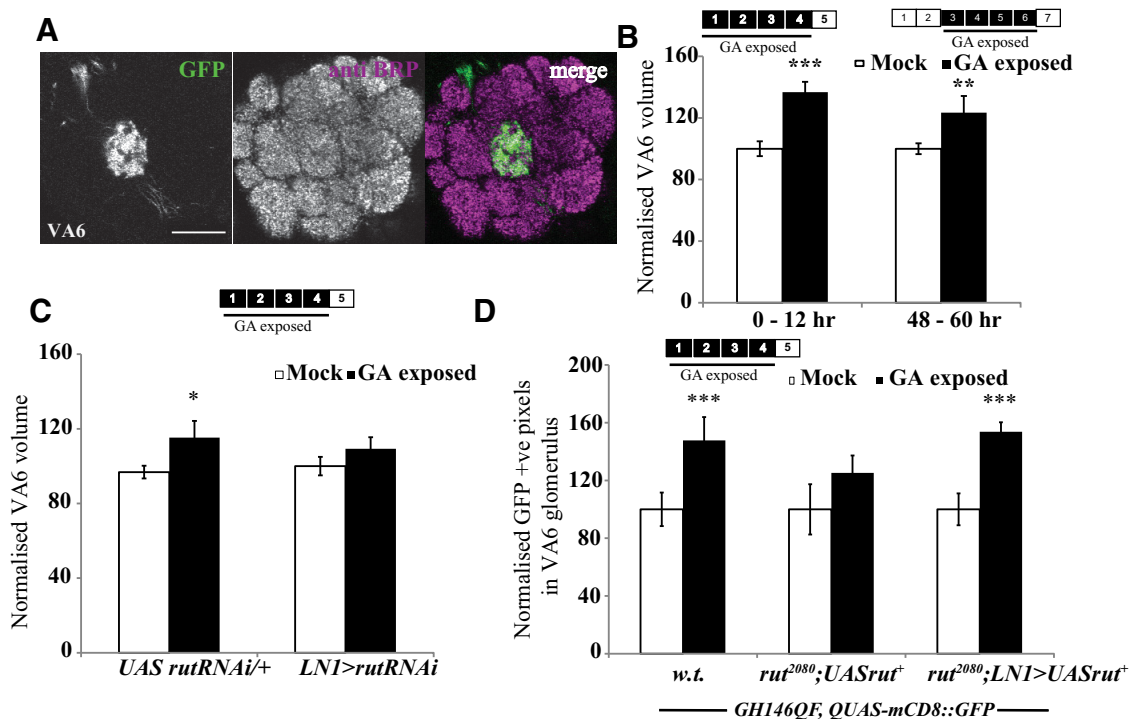 A
GFP
anti BRP
merge
VA6
B
1 2 3 4 5
GA exposed
1 2 3 4 5 6 7
GA exposed
Mock GA exposed
Normalised VA6 volume
160
120
80
40
0
***
**
0 - 12 hr
48 - 60 hr
C
1 2 3 4 5
GA exposed
Mock GA exposed
Normalised VA6 volume
160
120
80
40
0
*
UAS rutRNAi/+
LN1>rutRNAi
D
1 2 3 4 5
GA exposed
Mock GA exposed
Normalised GFP +ve pixels
in VA6 glomerulus
200
160
120
80
40
0
***
***
w.t.
rut²⁰⁸⁰;UASrut⁺
rut²⁰⁸⁰;LN1>UASrut⁺
GH146QF, QUAS-mCD8::GFP